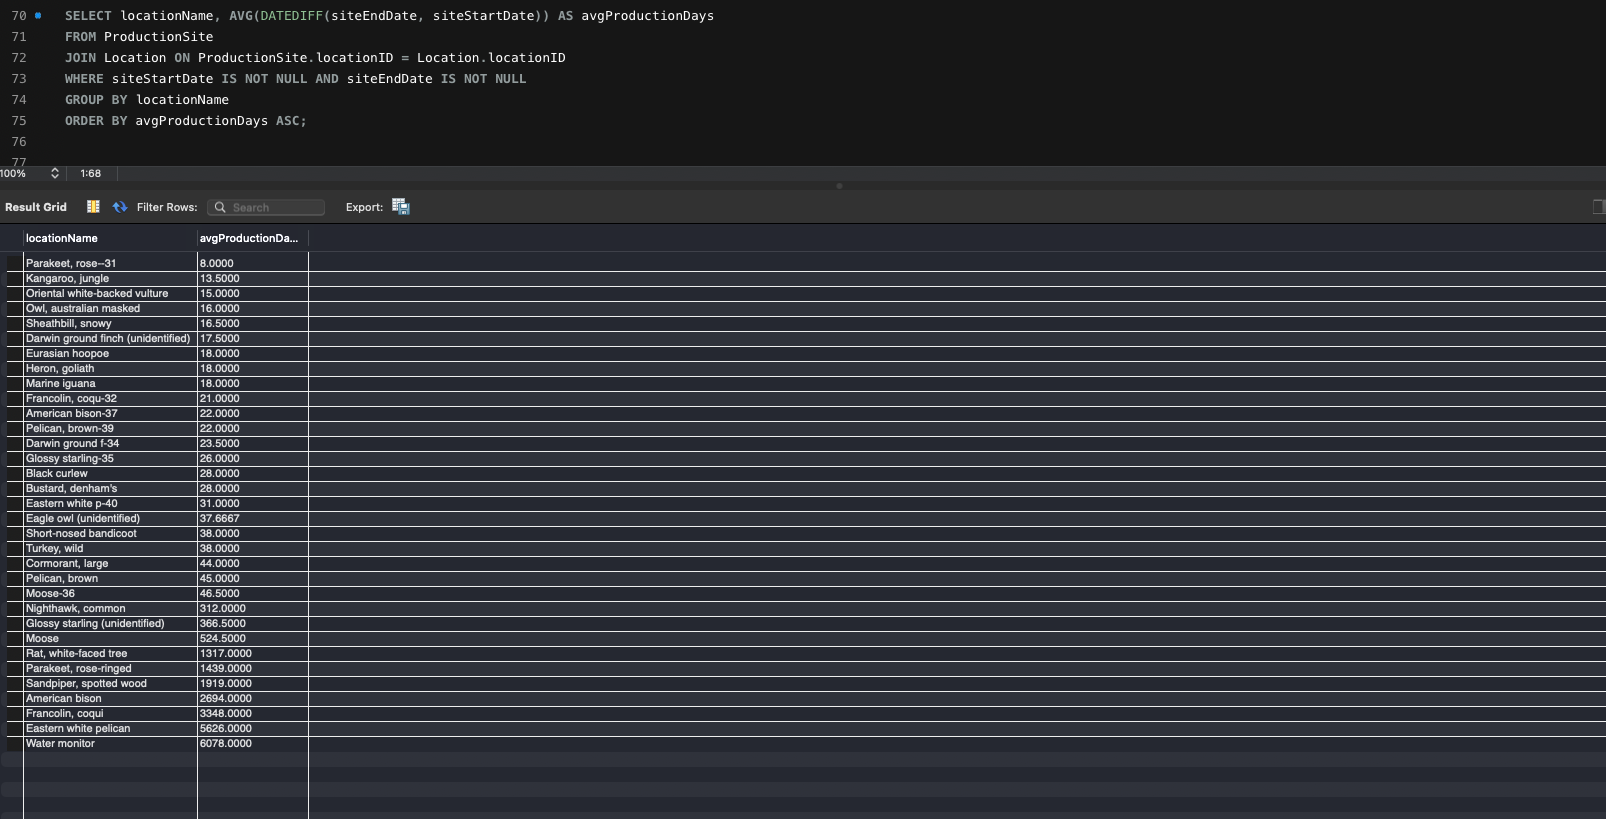 70 SELECT locationName, AVG(DATEDIFF(siteEndDate, siteStartDate)) AS avgProductionDays
71 FROM ProductionSite
72 JOIN Location ON ProductionSite.locationID = Location.locationID
73 WHERE siteStartDate IS NOT NULL AND siteEndDate IS NOT NULL
74 GROUP BY locationName
75 ORDER BY avgProductionDays ASC;
76
77
100% 1:68
Result Grid Filter Rows: Search Export:
locationName avgProductionDa...
Parakeet, rose--31 8.0000
Kangaroo, jungle 13.5000
Oriental white-backed vulture 15.0000
Owl, australian masked 16.0000
Sheathbill, snowy 16.5000
Darwin ground finch (unidentified) 17.5000
Eurasian hoopoe 18.0000
Heron, goliath 18.0000
Marine iguana 18.0000
Francolin, coqu-32 21.0000
American bison-37 22.0000
Pelican, brown-39 22.0000
Darwin ground f-34 23.5000
Glossy starling-35 26.0000
Black curlew 28.0000
Bustard, denham's 28.0000
Eastern white p-40 31.0000
Eagle owl (unidentified) 37.6667
Short-nosed bandicoot 38.0000
Turkey, wild 38.0000
Cormorant, large 44.0000
Pelican, brown 45.0000
Moose-36 46.5000
Nighthawk, common 312.0000
Glossy starling (unidentified) 366.5000
Moose 524.5000
Rat, white-faced tree 1317.0000
Parakeet, rose-ringed 1439.0000
Sandpiper, spotted wood 1919.0000
American bison 2694.0000
Francolin, coqui 3348.0000
Eastern white pelican 5626.0000
Water monitor 6078.0000